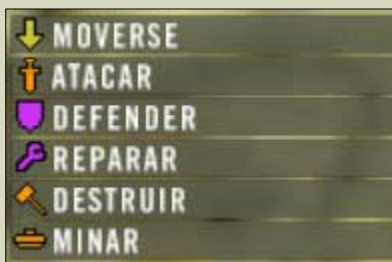 MOVERSE
ATACAR
DEFENDER
REPARAR
DESTRUIR
MINAR